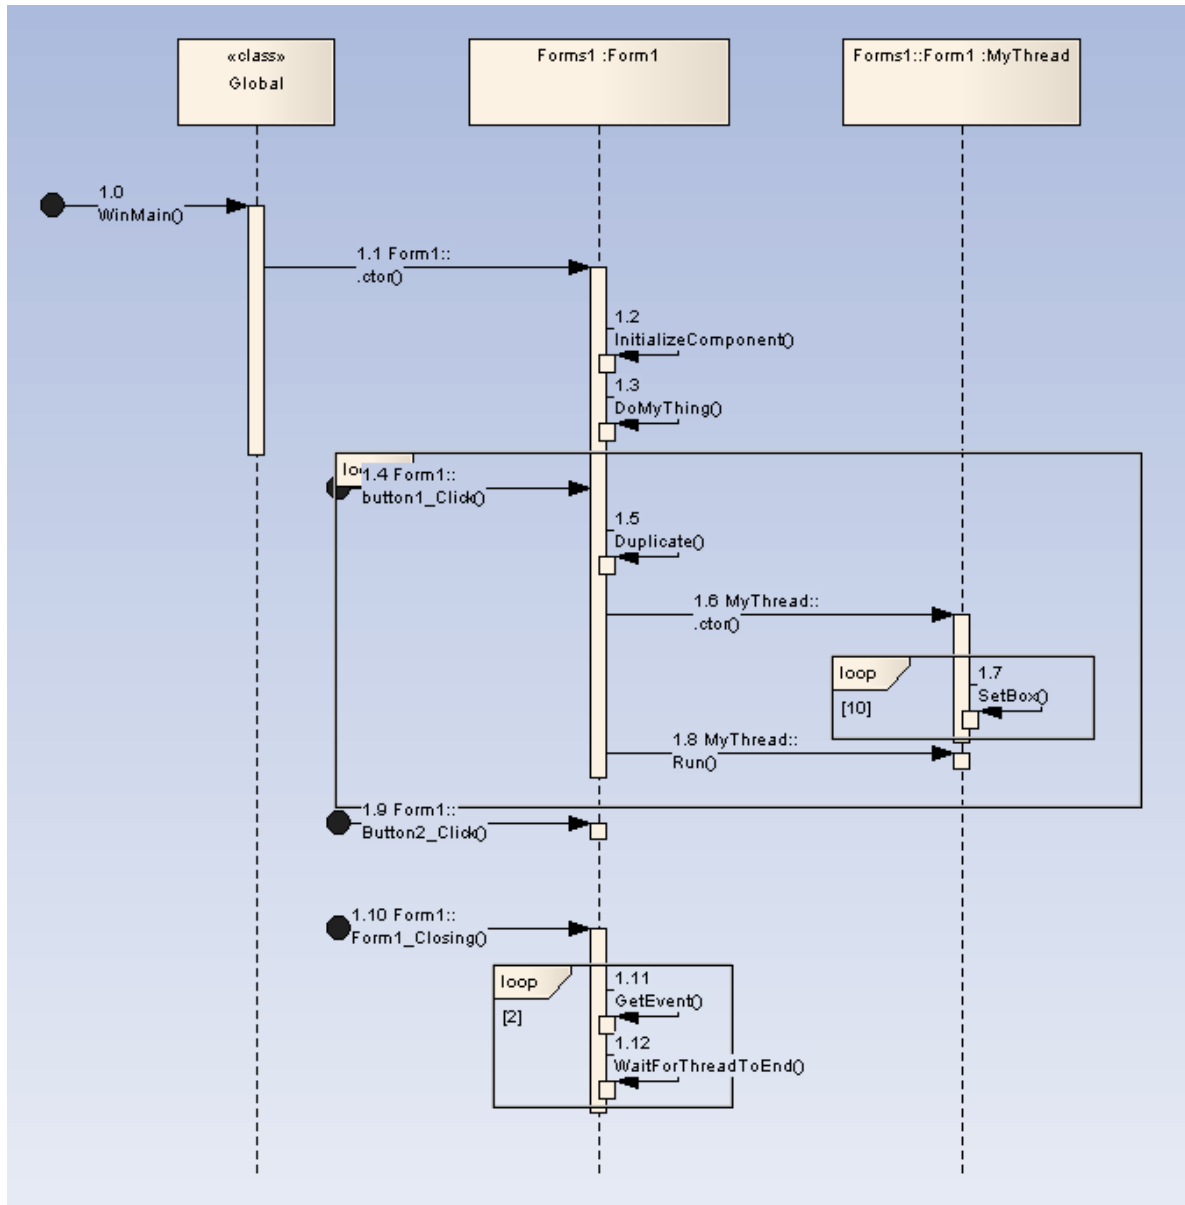 «class»
Global
Forms1 :Form1
Forms1::Form1 :MyThread
1.0
WinMain()
1.1 Form1::
.ctor()
1.2
InitializeComponent()
1.3
DoMyThing()
loo
1.4 Form1::
button1_Click()
1.5
Duplicate()
1.6 MyThread::
.ctor()
loop
[10]
1.7
SetBox()
1.8 MyThread::
Run()
1.9 Form1::
Button2_Click()
1.10 Form1::
Form1_Closing()
loop
[2]
1.11
GetEvent()
1.12
WaitForThreadToEnd()